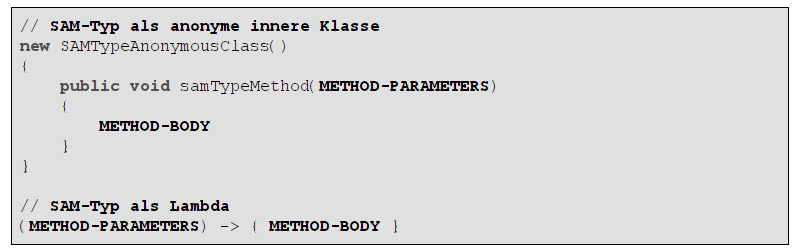 // SAM-Typ als anonyme innere Klasse
new SAMTypeAnonymousClass()
{
    public void samTypeMethod(METHOD-PARAMETERS)
    {
        METHOD-BODY
    }
}

// SAM-Typ als Lambda
(METHOD-PARAMETERS) -> { METHOD-BODY }